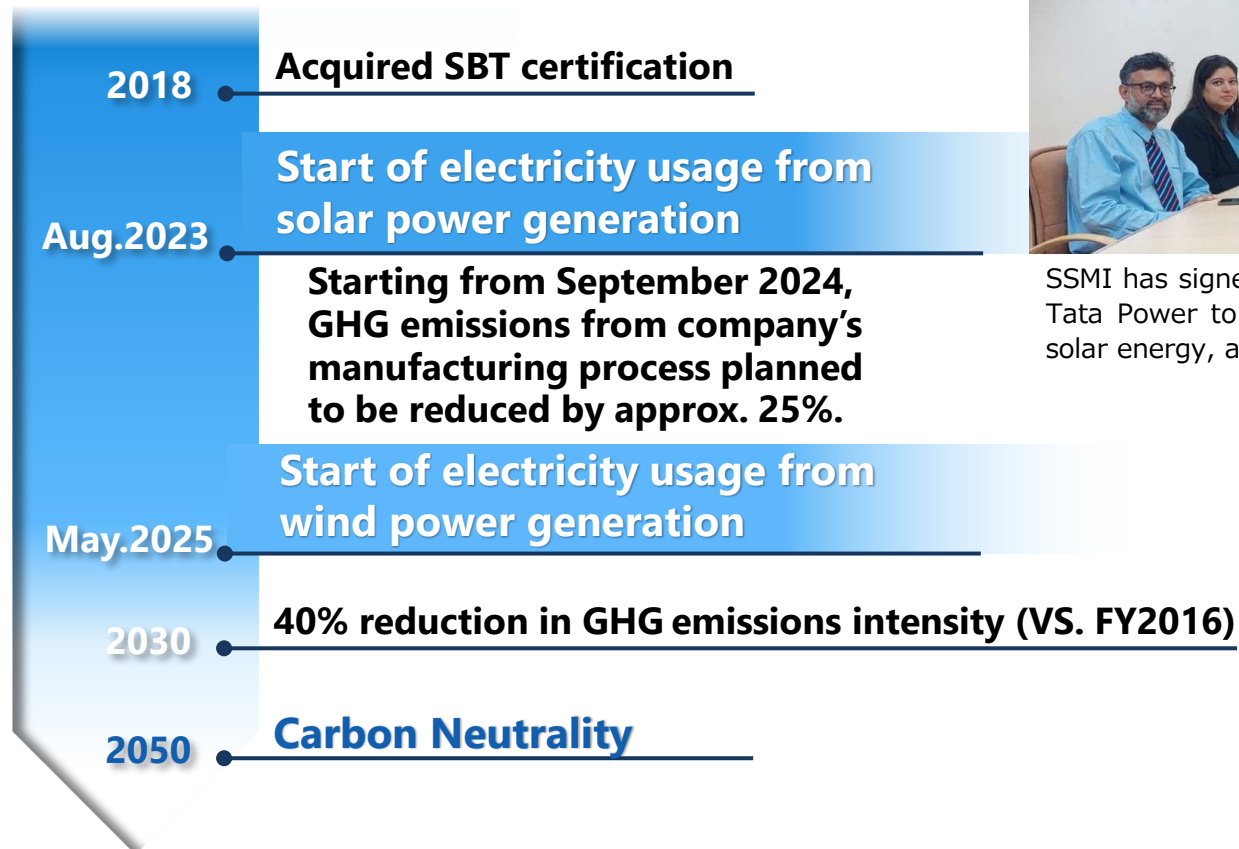 2018
Acquired SBT certification
Aug.2023
Start of electricity usage from
solar power generation
Starting from September 2024,
GHG emissions from company’s
manufacturing process planned
to be reduced by approx. 25%.
SSMI has signe
Tata Power to
solar energy, a
May.2025
Start of electricity usage from
wind power generation
2030
40% reduction in GHG emissions intensity (VS. FY2016)
2050
Carbon Neutrality